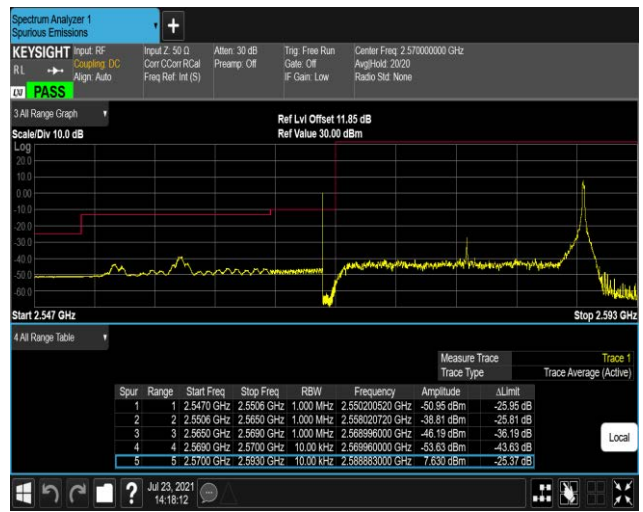 Spectrum Analyzer 1
Spurious Emissions
+
KEYSIGHT Input: RF Input Z: 50 Ω Atten: 30 dB Trig: Free Run Center Freq: 2.570000000 GHz
RL Coupling: DC Corr CCorr RCal Preamp: Off Gate: Off Avg|Hold: 20/20
Align: Auto Freq Ref: Int (S) IF Gain: Low Radio Std: None
LXI PASS
3 All Range Graph
Ref Lvl Offset 11.85 dB
Scale/Div 10.0 dB Ref Value 30.00 dBm
Log
20.0
10.0
0.00
-10.0
-20.0
-30.0
-40.0
-50.0
-60.0
Start 2.547 GHz Stop 2.593 GHz
4 All Range Table
Measure Trace Trace 1
Trace Type Trace Average (Active)
Spur Range Start Freq Stop Freq RBW Frequency Amplitude ΔLimit
1 1 2.5470 GHz 2.5506 GHz 1.000 MHz 2.550200520 GHz -50.95 dBm -25.95 dB
2 2 2.5506 GHz 2.5650 GHz 1.000 MHz 2.558020720 GHz -38.81 dBm -25.81 dB
3 3 2.5650 GHz 2.5690 GHz 1.000 MHz 2.568996000 GHz -46.19 dBm -36.19 dB
4 4 2.5690 GHz 2.5700 GHz 10.00 kHz 2.569960000 GHz -53.63 dBm -43.63 dB
5 5 2.5700 GHz 2.5930 GHz 10.00 kHz 2.588883000 GHz 7.630 dBm -25.37 dB
Local
? Jul 23, 2021
14:18:12